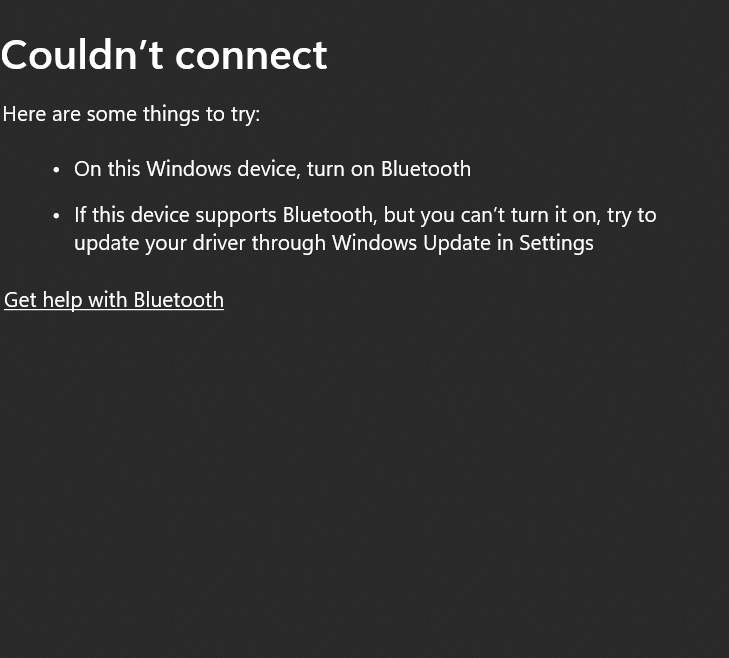 Couldn’t connect
Here are some things to try:
• On this Windows device, turn on Bluetooth
• If this device supports Bluetooth, but you can’t turn it on, try to
update your driver through Windows Update in Settings
Get help with Bluetooth